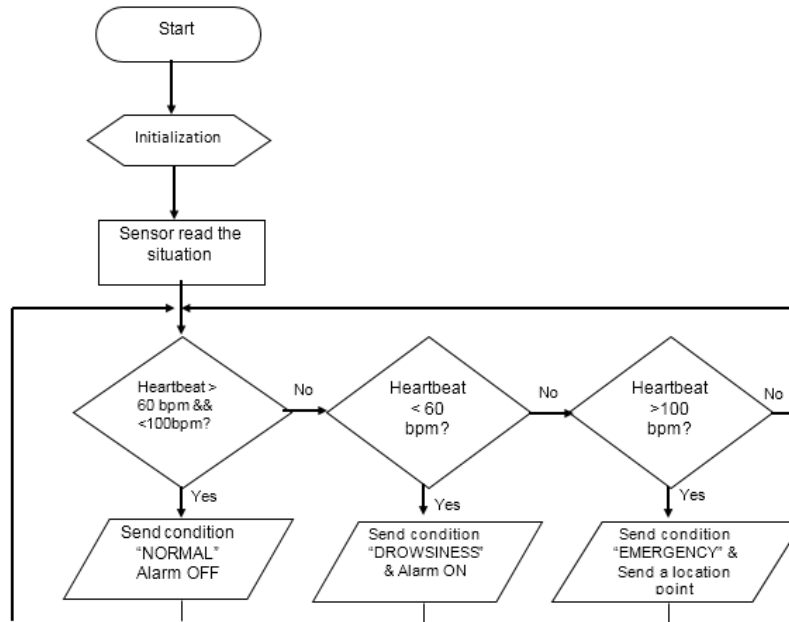 Start
Initialization
Sensor read the
situation
Heartbeat >
60 bpm &&
<100bpm?
No
Heartbeat
< 60
bpm?
No
Heartbeat
>100
bpm?
No
Yes
Yes
Yes
Send condition
“NORMAL”
Alarm OFF
Send condition
“DROWSINESS”
& Alarm ON
Send condition
“EMERGENCY” &
Send a location
point